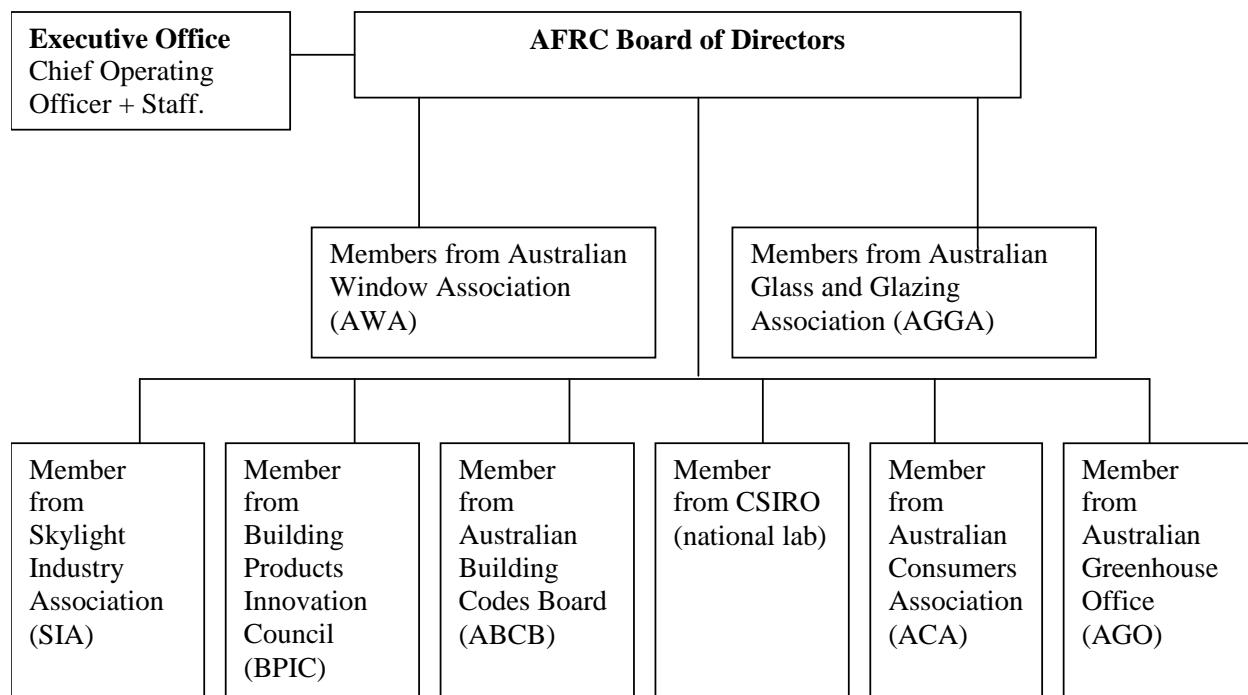 Executive Office
Chief Operating
Officer + Staff.
AFRC Board of Directors
Members from Australian
Window Association
(AWA)
Members from Australian
Glass and Glazing
Association (AGGA)
Member
from
Skylight
Industry
Association
(SIA)
Member
from
Building
Products
Innovation
Council
(BPIC)
Member
from
Australian
Building
Codes Board
(ABCB)
Member
from CSIRO
(national lab)
Member
from
Australian
Consumers
Association
(ACA)
Member
from
Australian
Greenhouse
Office
(AGO)